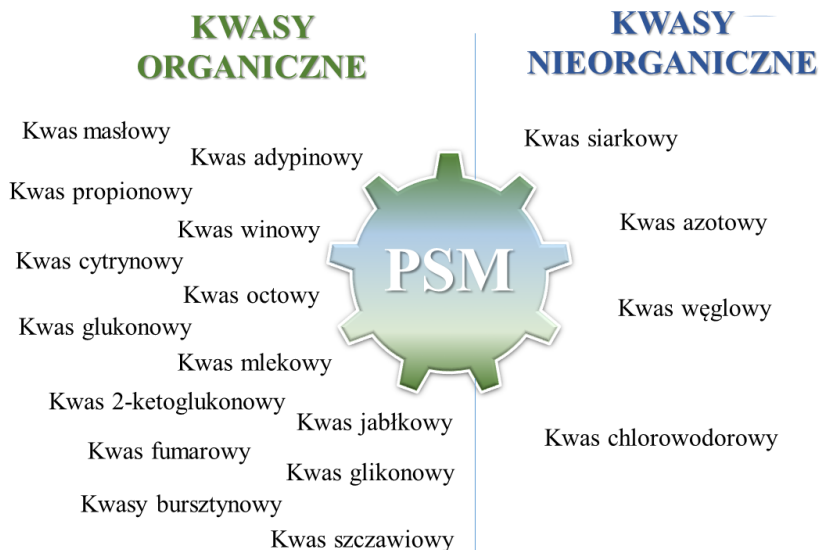 KWASY
ORGANICZNE
Kwas masłowy
Kwas adypinowy
Kwas propionowy
Kwas winowy
Kwas cytrynowy
Kwas octowy
Kwas glukonowy
Kwas mlekowy
Kwas 2-ketoglukonowy
Kwas jabłkowy
Kwas fumarowy
Kwas glikonowy
Kwasy bursztynowy
Kwas szczawiowy
PSM
KWASY
NIEORGANICZNE
Kwas siarkowy
Kwas azotowy
Kwas węglowy
Kwas chlorowodorowy